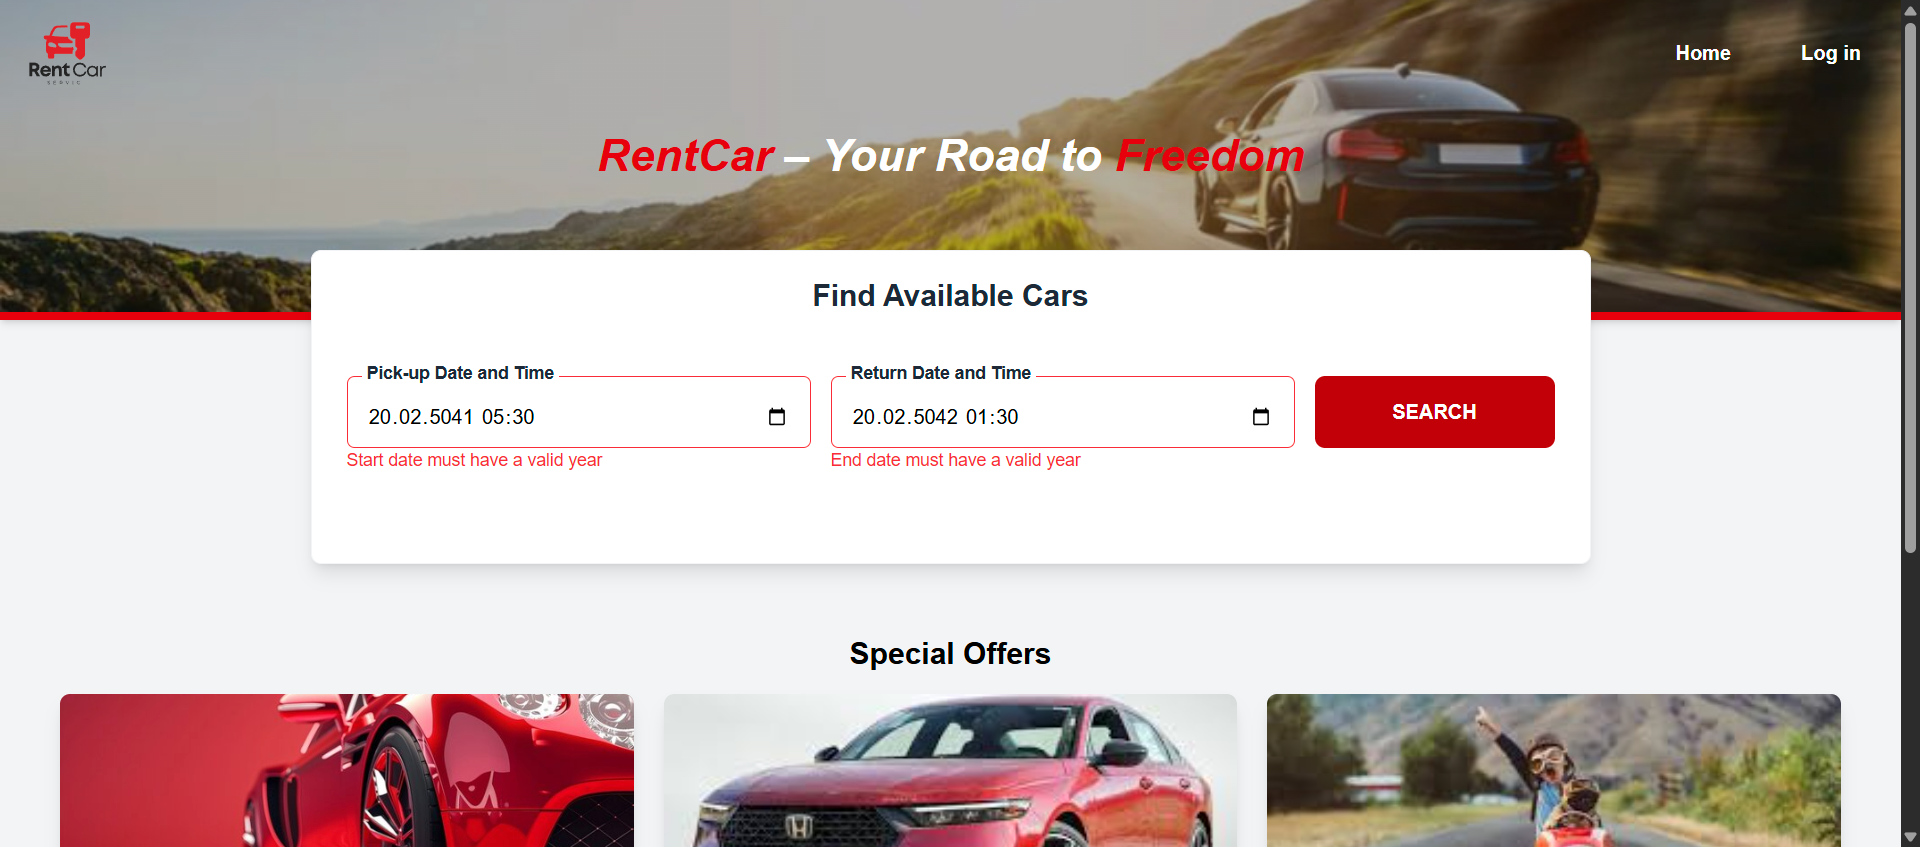 Rent Car
SERVIC
Home
Log in
RentCar – Your Road to Freedom
Find Available Cars
Pick-up Date and Time
20.02.5041 05:30
Start date must have a valid year
Return Date and Time
20.02.5042 01:30
End date must have a valid year
SEARCH
Special Offers